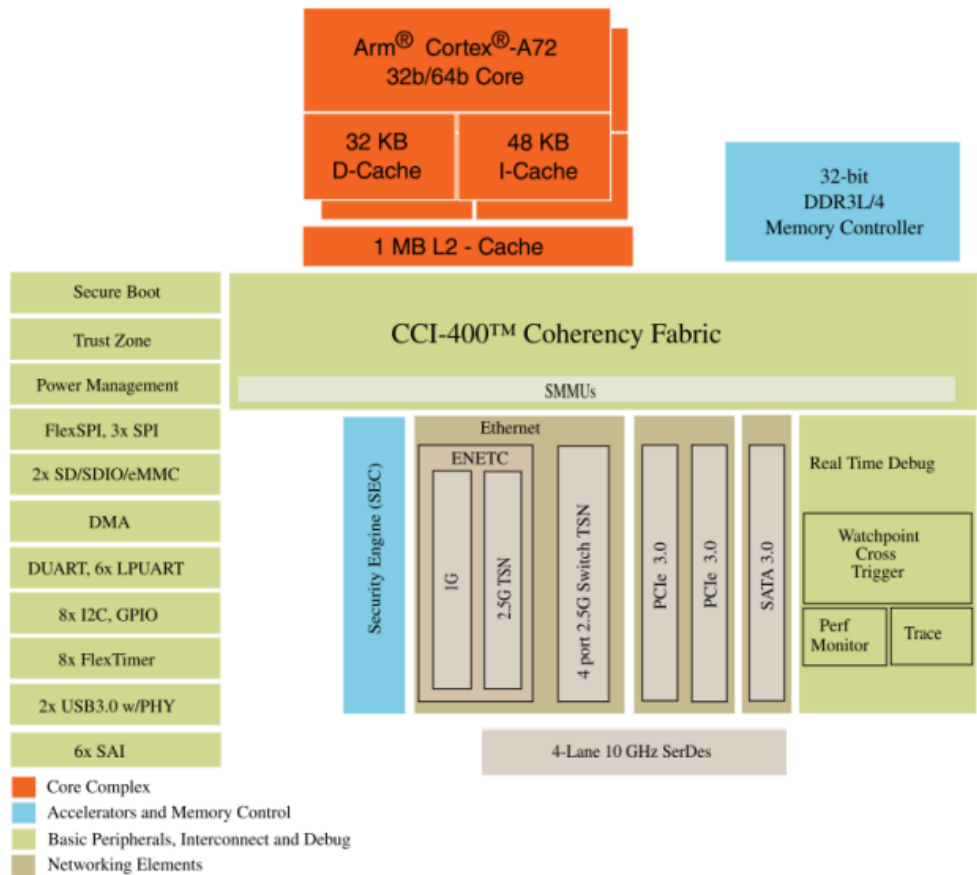 Arm® Cortex®-A72
32b/64b Core
32 KB
D-Cache
48 KB
I-Cache
1 MB L2 - Cache
32-bit
DDR3L/4
Memory Controller
Secure Boot
Trust Zone
Power Management
FlexSPI, 3x SPI
2x SD/SDIO/eMMC
DMA
DUART, 6x LPUART
8x I2C, GPIO
8x FlexTimer
2x USB3.0 w/PHY
6x SAI
CCI-400™ Coherency Fabric
SMMUs
Security Engine (SEC)
Ethernet
ENETC
1G
2.5G TSN
4 port 2.5G Switch TSN
PCIe 3.0
PCIe 3.0
SATA 3.0
Real Time Debug
Watchpoint
Cross
Trigger
Perf
Monitor
Trace
4-Lane 10 GHz SerDes
Core Complex
Accelerators and Memory Control
Basic Peripherals, Interconnect and Debug
Networking Elements